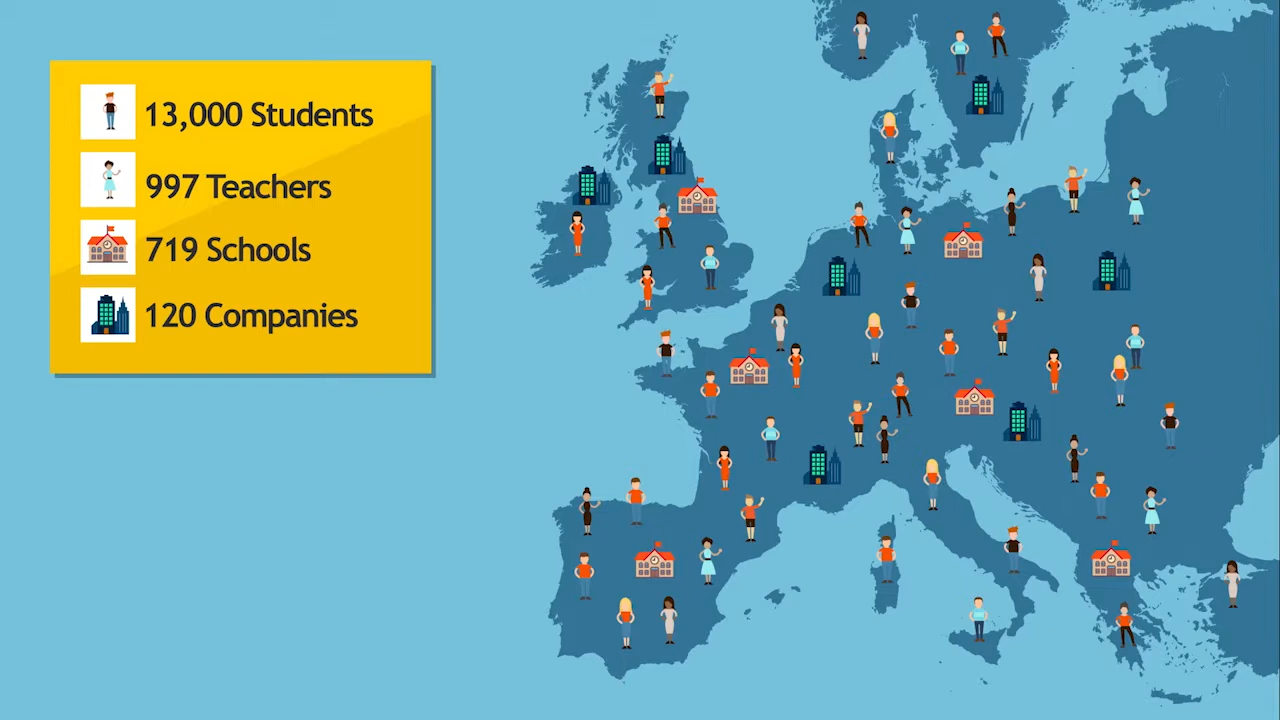 13,000 Students
997 Teachers
719 Schools
120 Companies